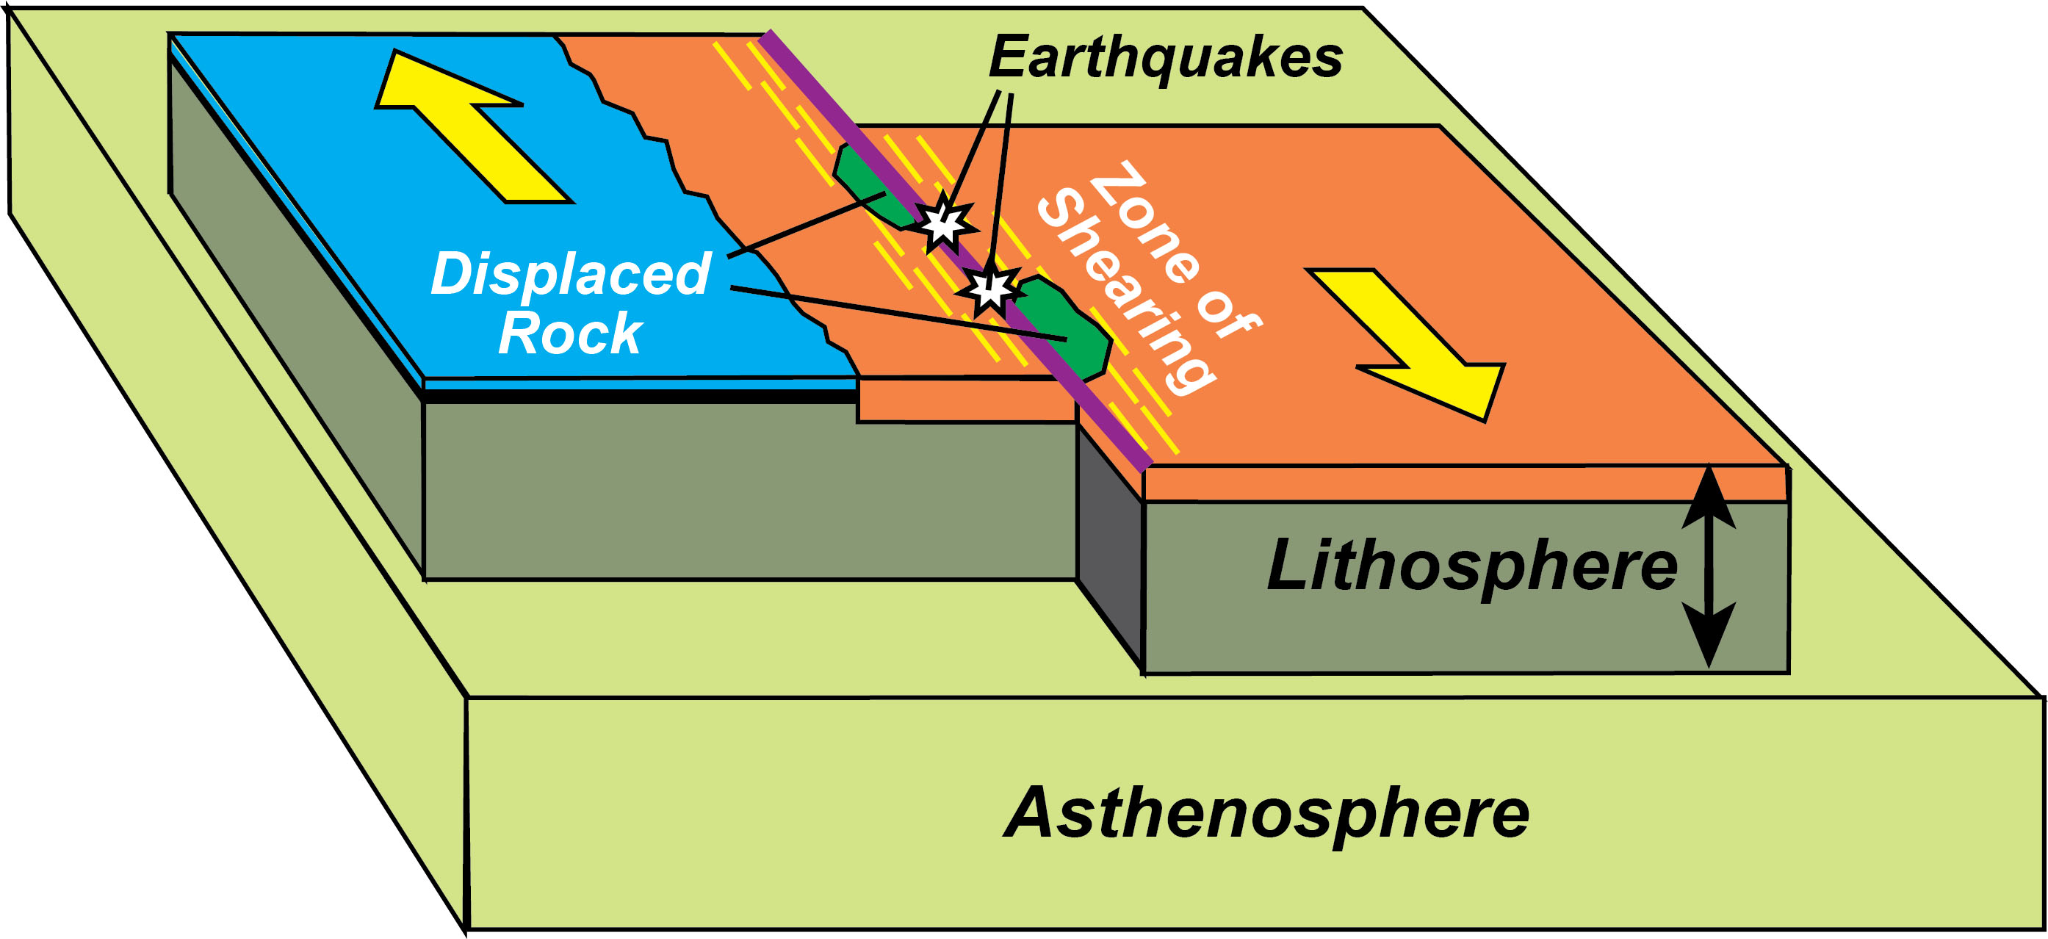 Earthquakes
Zone of
Shearing
Displaced
Rock
Lithosphere
Asthenosphere